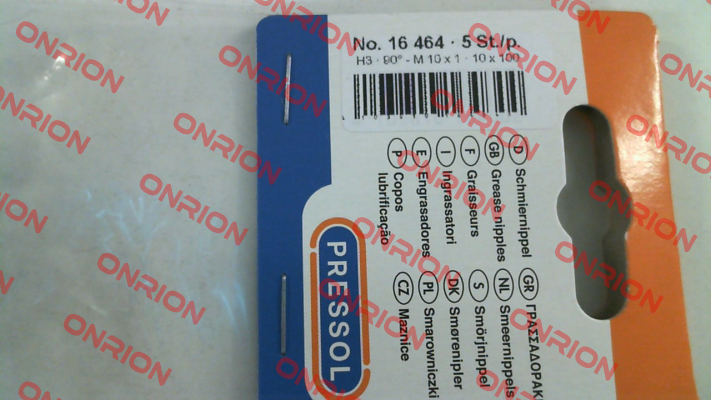 No. 16 464 · 5 St./p.
H3 · 90° - M 10 x 1 · 10 x 100
D Schmiernippel
GB Grease nipples
F Graisseurs
I Ingrassatori
E Engrasadores
P Copos
lubrificação
GR ΓΡΑΣΣΑΔΟΡΑΚΙ
NL Smeernippels
S Smörjnippel
DK Smørenipler
PL Smarowniczki
CZ Maznice
PRESSOL
ONRION